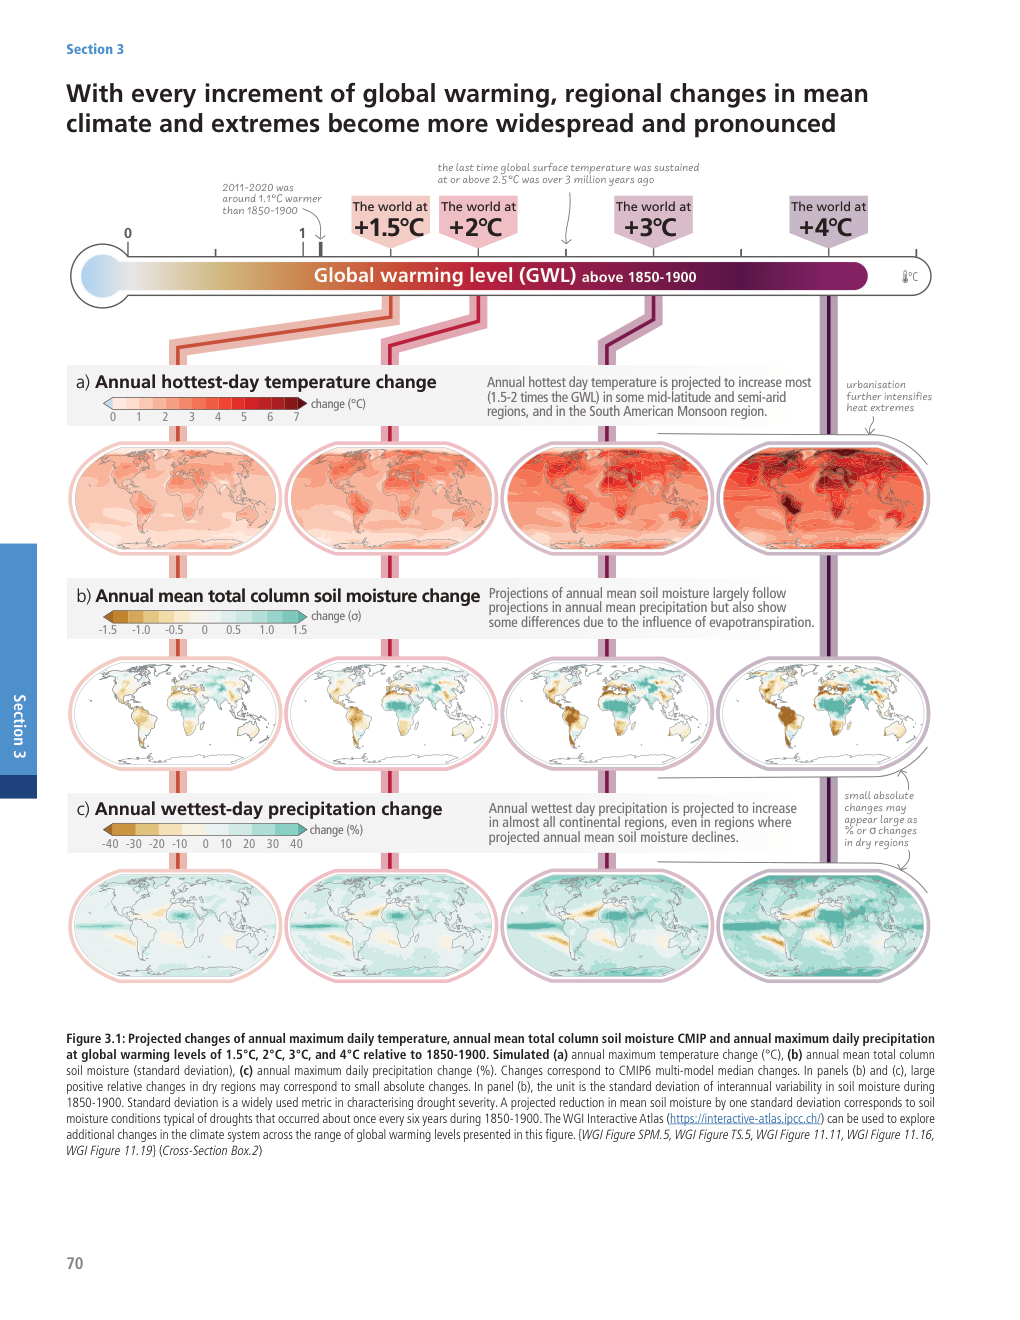 Section 3
With every increment of global warming, regional changes in mean
climate and extremes become more widespread and pronounced
the last time global surface temperature was sustained
at or above 2.5°C was over 3 million years ago
2011-2020 was
around 1.1°C warmer
than 1850-1900
The world at
+1.5°C
The world at
+2°C
The world at
+3°C
The world at
+4°C
0
1
Global warming level (GWL) above 1850-1900
°C
a) Annual hottest-day temperature change
change (°C)
0 1 2 3 4 5 6 7
Annual hottest day temperature is projected to increase most
(1.5-2 times the GWL) in some mid-latitude and semi-arid
regions, and in the South American Monsoon region.
urbanisation
further intensifies
heat extremes
b) Annual mean total column soil moisture change
change (σ)
-1.5 -1.0 -0.5 0 0.5 1.0 1.5
Projections of annual mean soil moisture largely follow
projections in annual mean precipitation but also show
some differences due to the influence of evapotranspiration.
Section 3
c) Annual wettest-day precipitation change
change (%)
-40 -30 -20 -10 0 10 20 30 40
Annual wettest day precipitation is projected to increase
in almost all continental regions, even in regions where
projected annual mean soil moisture declines.
small absolute
changes may
appear large as
% or σ changes
in dry regions
Figure 3.1: Projected changes of annual maximum daily temperature, annual mean total column soil moisture CMIP and annual maximum daily precipitation
at global warming levels of 1.5°C, 2°C, 3°C, and 4°C relative to 1850-1900. Simulated (a) annual maximum temperature change (°C), (b) annual mean total column
soil moisture (standard deviation), (c) annual maximum daily precipitation change (%). Changes correspond to CMIP6 multi-model median changes. In panels (b) and (c), large
positive relative changes in dry regions may correspond to small absolute changes. In panel (b), the unit is the standard deviation of interannual variability in soil moisture during
1850-1900. Standard deviation is a widely used metric in characterising drought severity. A projected reduction in mean soil moisture by one standard deviation corresponds to soil
moisture conditions typical of droughts that occurred about once every six years during 1850-1900. The WGI Interactive Atlas (https://interactive-atlas.ipcc.ch/) can be used to explore
additional changes in the climate system across the range of global warming levels presented in this figure. {WGI Figure SPM.5, WGI Figure TS.5, WGI Figure 11.11, WGI Figure 11.16,
WGI Figure 11.19} (Cross-Section Box.2)
70